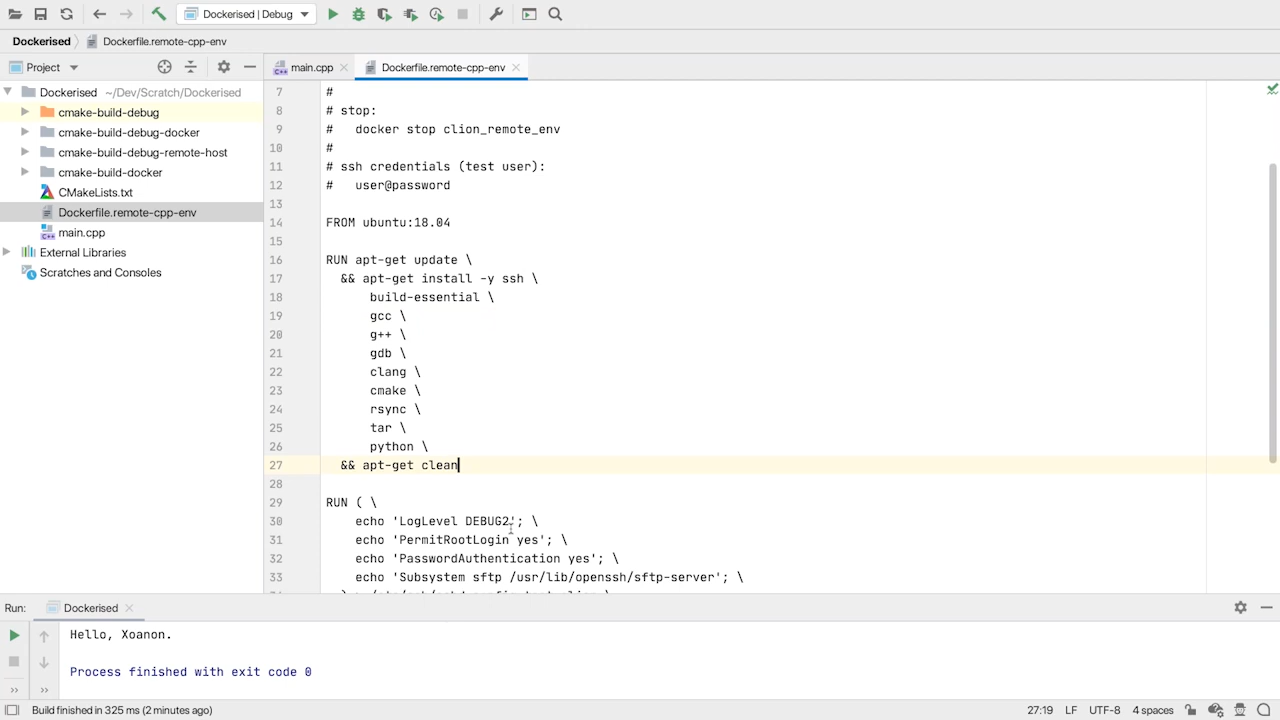 Dockerised | Debug
Dockerised
Dockerfile.remote-cpp-env
Project
main.cpp
Dockerfile.remote-cpp-env
Dockerised ~/Dev/Scratch/Dockerised
cmake-build-debug
cmake-build-debug-docker
cmake-build-debug-remote-host
cmake-build-docker
CMakeLists.txt
Dockerfile.remote-cpp-env
main.cpp
External Libraries
Scratches and Consoles
7 #
8 # stop:
9 #   docker stop clion_remote_env
10 #
11 # ssh credentials (test user):
12 #   user@password
13
14 FROM ubuntu:18.04
15
16 RUN apt-get update \
17   && apt-get install -y ssh \
18       build-essential \
19       gcc \
20       g++ \
21       gdb \
22       clang \
23       cmake \
24       rsync \
25       tar \
26       python \
27   && apt-get clean
28
29 RUN ( \
30     echo 'LogLevel DEBUG2'; \
31     echo 'PermitRootLogin yes'; \
32     echo 'PasswordAuthentication yes'; \
33     echo 'Subsystem sftp /usr/lib/openssh/sftp-server'; \
Run: Dockerised
Hello, Xoanon.
Process finished with exit code 0
Build finished in 325 ms (2 minutes ago)
27:19 LF UTF-8 4 spaces